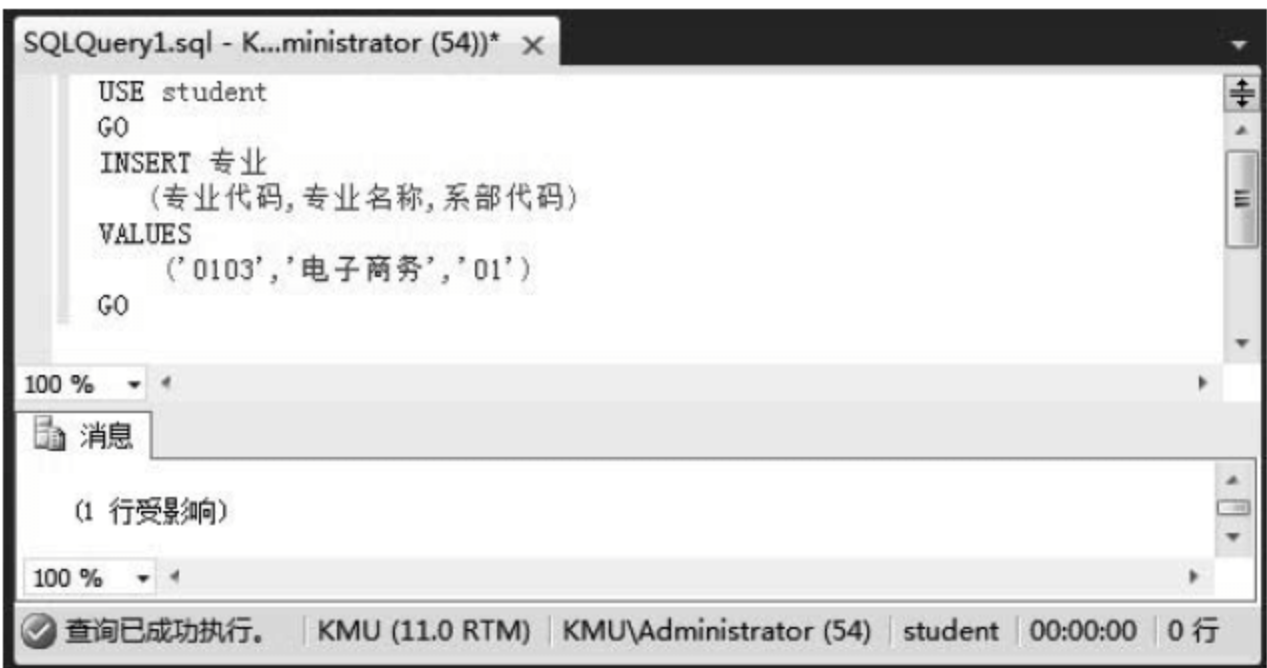 SQLQuery1.sql - K...ministrator (54))*
USE student
GO
INSERT 专业
(专业代码,专业名称,系部代码)
VALUES
('0103','电子商务','01')
GO
100 %
消息
(1 行受影响)
100 %
查询已成功执行。 KMU (11.0 RTM) KMU\Administrator (54) student 00:00:00 0 行